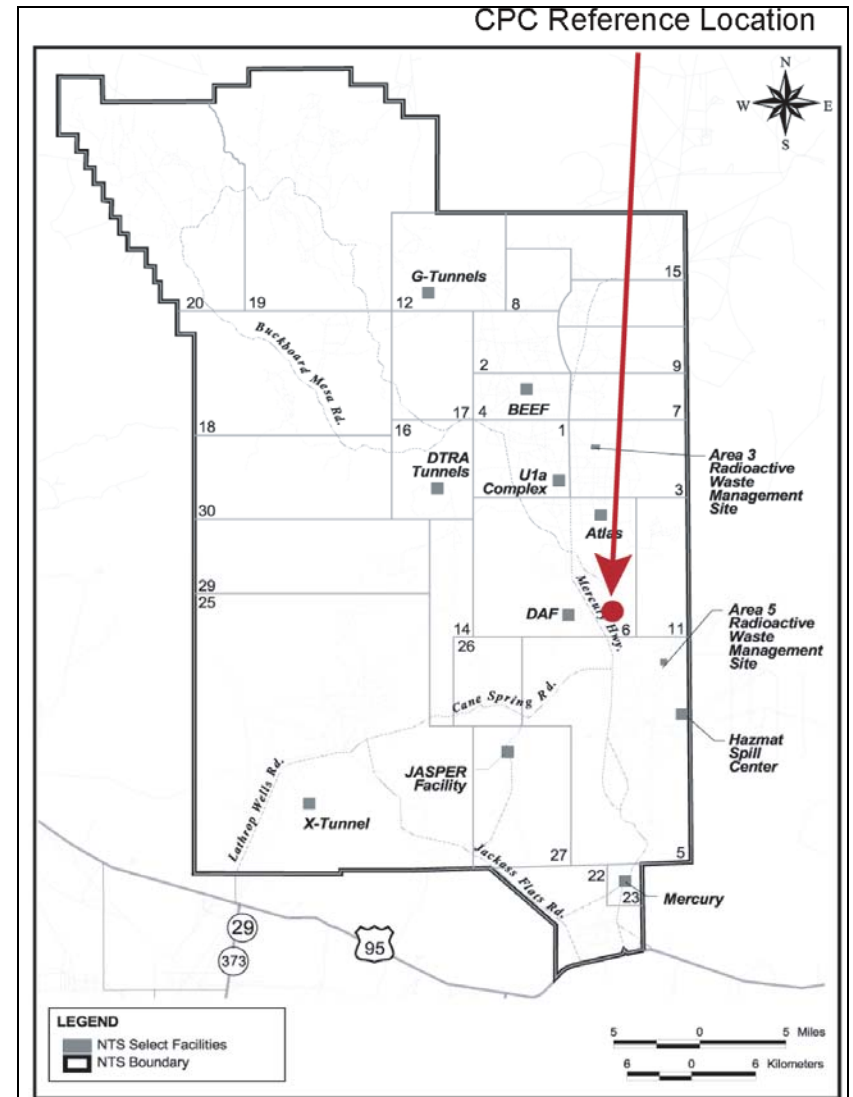 CPC Reference Location
N
W E
S
G-Tunnels
15
20 19 12 8
Buckboard Mesa Rd.
2 9
BEEF
17 4 7
18 16 1
DTRA
Tunnels
U1a
Complex
Area 3
Radioactive
Waste
Management
Site
3
30
Atlas
29
25
Mercury Hwy.
DAF
14 6 11
26
Area 5
Radioactive
Waste
Management
Site
Cane Spring Rd.
Hazmat
Spill
Center
JASPER
Facility
Lathrop Wells Rd.
X-Tunnel
Jackass Flats Rd.
27 5
22
23
Mercury
29
95
373
LEGEND
NTS Select Facilities
NTS Boundary
5 0 5 Miles
6 0 6 Kilometers